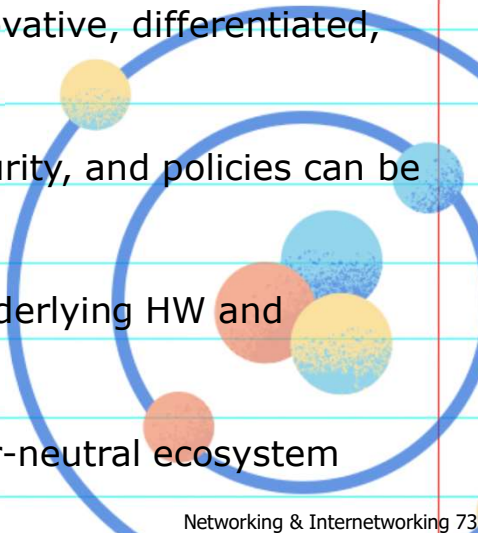 vative, differentiated,
urity, and policies can be
derlying HW and
r-neutral ecosystem
Networking & Internetworking 73